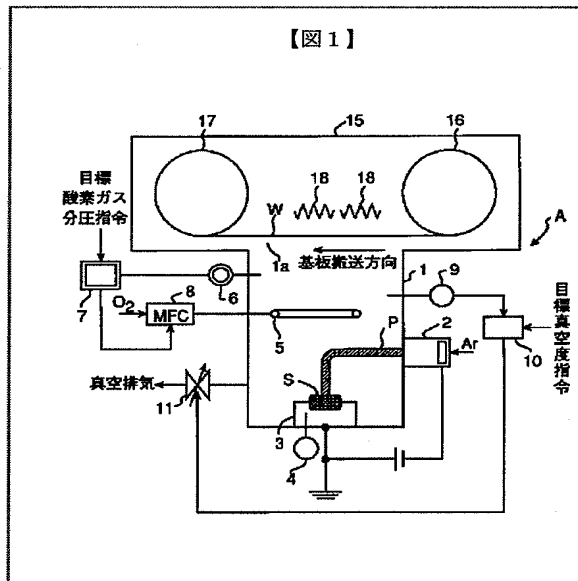 【図1】
17
15
16
目標
酸素ガス
分圧指令
18
18
W
A
1a
基板搬送方向
1
9
7
6
O₂
8
MFC
5
P
2
目標真空度指令
Ar
10
真空排気
S
11
3
4